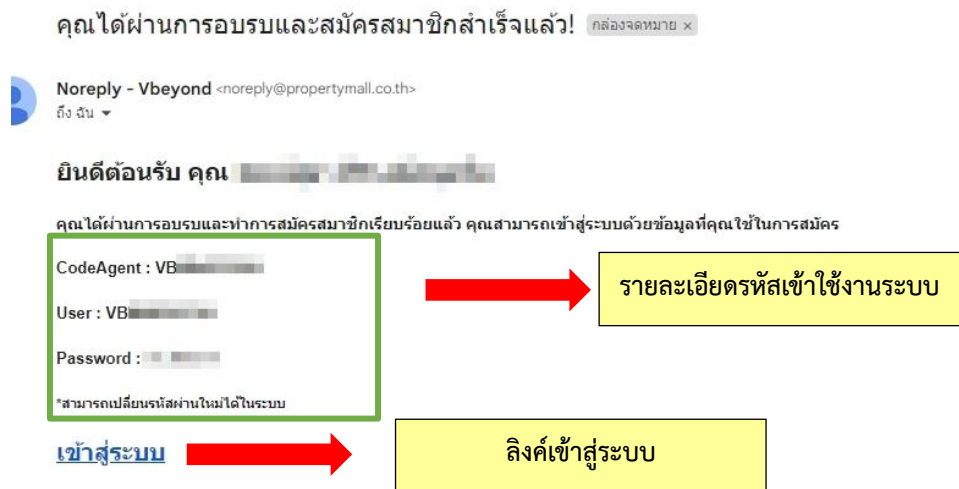 คุณได้ผ่านการอบรบและสมัครสมาชิกสำเร็จแล้ว! กล่องจดหมาย ×
Noreply - Vbeyond <noreply@propertymall.co.th>
ถึง ฉัน
ยินดีต้อนรับ คุณ
คุณได้ผ่านการอบรบและทำการสมัครสมาชิกเรียบร้อยแล้ว คุณสามารถเข้าสู่ระบบด้วยข้อมูลที่คุณใช้ในการสมัคร
CodeAgent : VB
รายละเอียดรหัสเข้าใช้งานระบบ
User : VB
Password :
*สามารถเปลี่ยนรหัสผ่านใหม่ได้ในระบบ
เข้าสู่ระบบ
ลิงค์เข้าสู่ระบบ